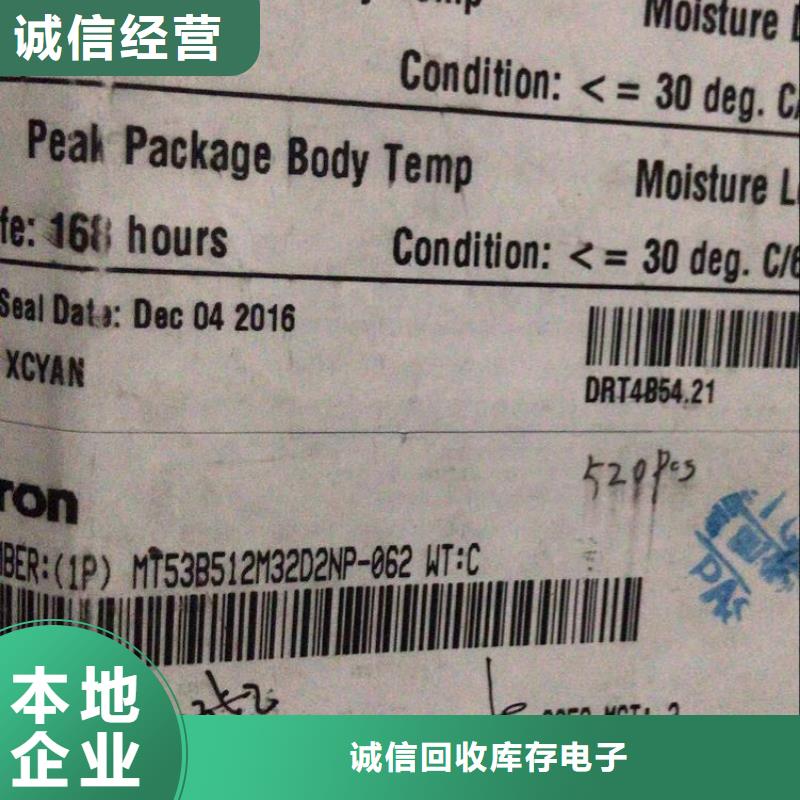 诚信经营
Moisture
Condition: <= 30 deg. C/
Peak Package Body Temp
Moisture L
fe: 168 hours
Condition: <= 30 deg. C/6
Seal Date: Dec 04 2016
XCYAN
DRT4B54.21
ron
520pcs
BER:(1P) MT53B512M32D2NP-062 WT:C
本地
企业
诚信回收库存电子